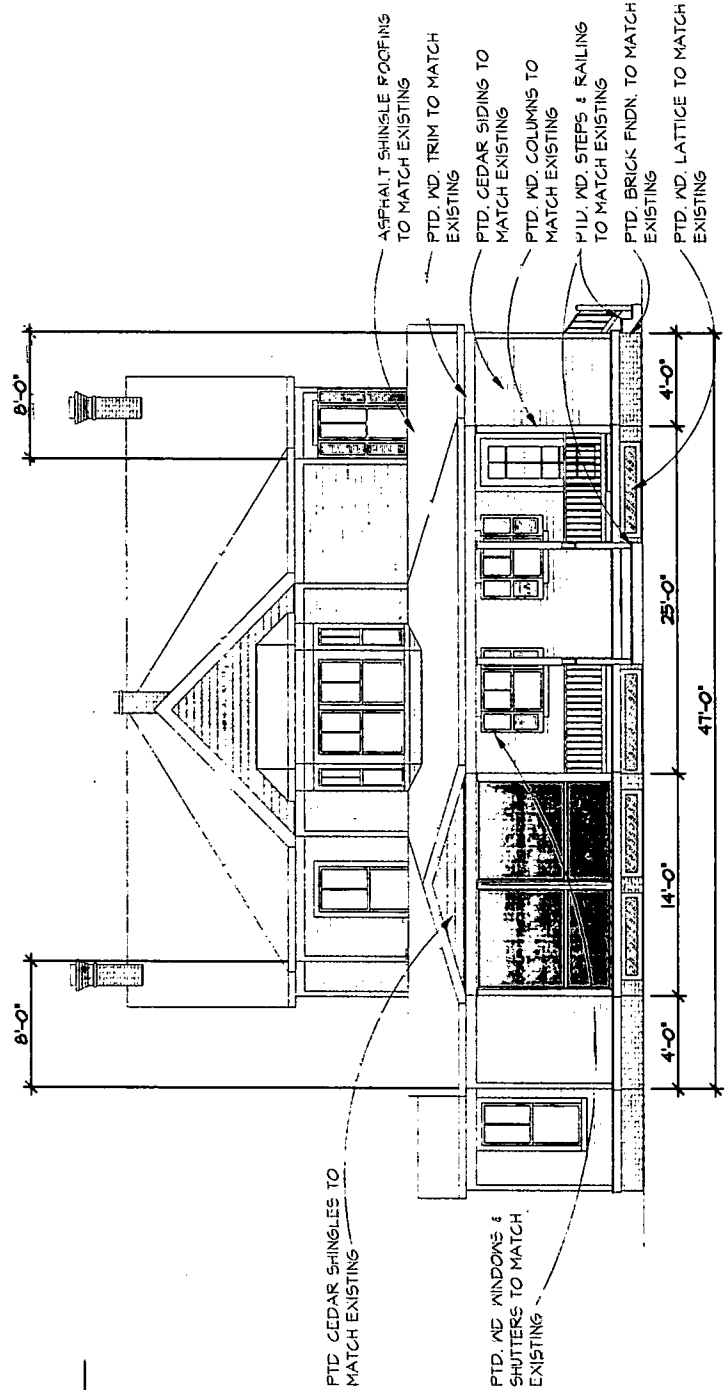 8'-0"
8'-0"
PTD. CEDAR SHINGLES TO
MATCH EXISTING
PTD. WD WINDOWS &
SHUTTERS TO MATCH
EXISTING
ASPHALT SHINGLE ROOFING
TO MATCH EXISTING
PTD. WD. TRIM TO MATCH
EXISTING
PTD. CEDAR SIDING TO
MATCH EXISTING
PTD. WD. COLUMNS TO
MATCH EXISTING
PTD. WD. STEPS & RAILING
TO MATCH EXISTING
PTD. BRICK FNDN. TO MATCH
EXISTING
PTD. WD. LATTICE TO MATCH
EXISTING
4'-0"
14'-0"
25'-0"
4'-0"
47'-0"